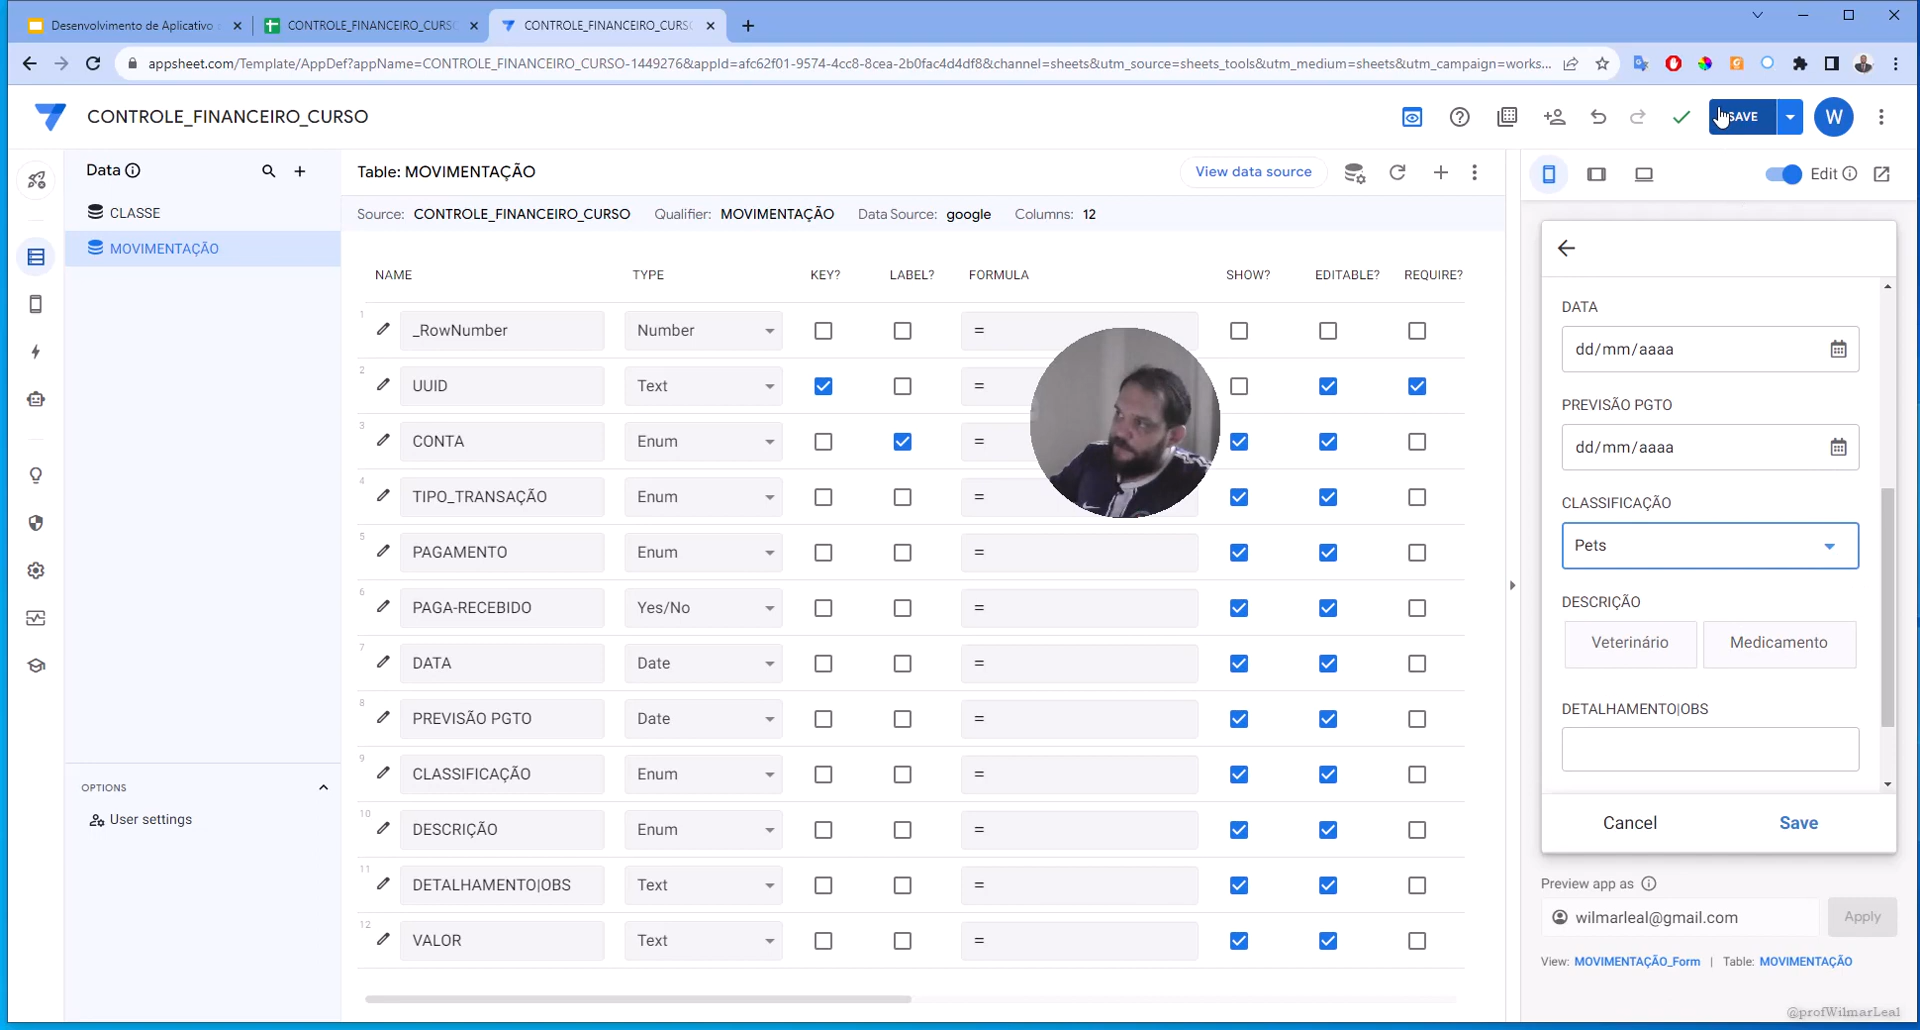 Desenvolvimento de Aplicativo
CONTROLE_FINANCEIRO_CURSO
CONTROLE_FINANCEIRO_CURSO
appsheet.com/Template/AppDef?appName=CONTROLE_FINANCEIRO_CURSO-1449276&appId=afc62f01-9574-4cc8-8cea-2b0fac4d4df8&channel=sheets&utm_source=sheets_tools&utm_medium=sheets&utm_campaign=works...
CONTROLE_FINANCEIRO_CURSO
SAVE
W
Data
CLASSE
MOVIMENTAÇÃO
OPTIONS
User settings
Table: MOVIMENTAÇÃO
View data source
Source: CONTROLE_FINANCEIRO_CURSO Qualifier: MOVIMENTAÇÃO Data Source: google Columns: 12
NAME TYPE KEY? LABEL? FORMULA SHOW? EDITABLE? REQUIRE?
1 _RowNumber Number =
2 UUID Text =
3 CONTA Enum =
4 TIPO_TRANSAÇÃO Enum =
5 PAGAMENTO Enum =
6 PAGA-RECEBIDO Yes/No =
7 DATA Date =
8 PREVISÃO PGTO Date =
9 CLASSIFICAÇÃO Enum =
10 DESCRIÇÃO Enum =
11 DETALHAMENTO|OBS Text =
12 VALOR Text =
Edit
DATA
dd/mm/aaaa
PREVISÃO PGTO
dd/mm/aaaa
CLASSIFICAÇÃO
Pets
DESCRIÇÃO
Veterinário Medicamento
DETALHAMENTO|OBS
Cancel Save
Preview app as
wilmarleal@gmail.com Apply
View: MOVIMENTAÇÃO_Form | Table: MOVIMENTAÇÃO
@profWilmarLeal